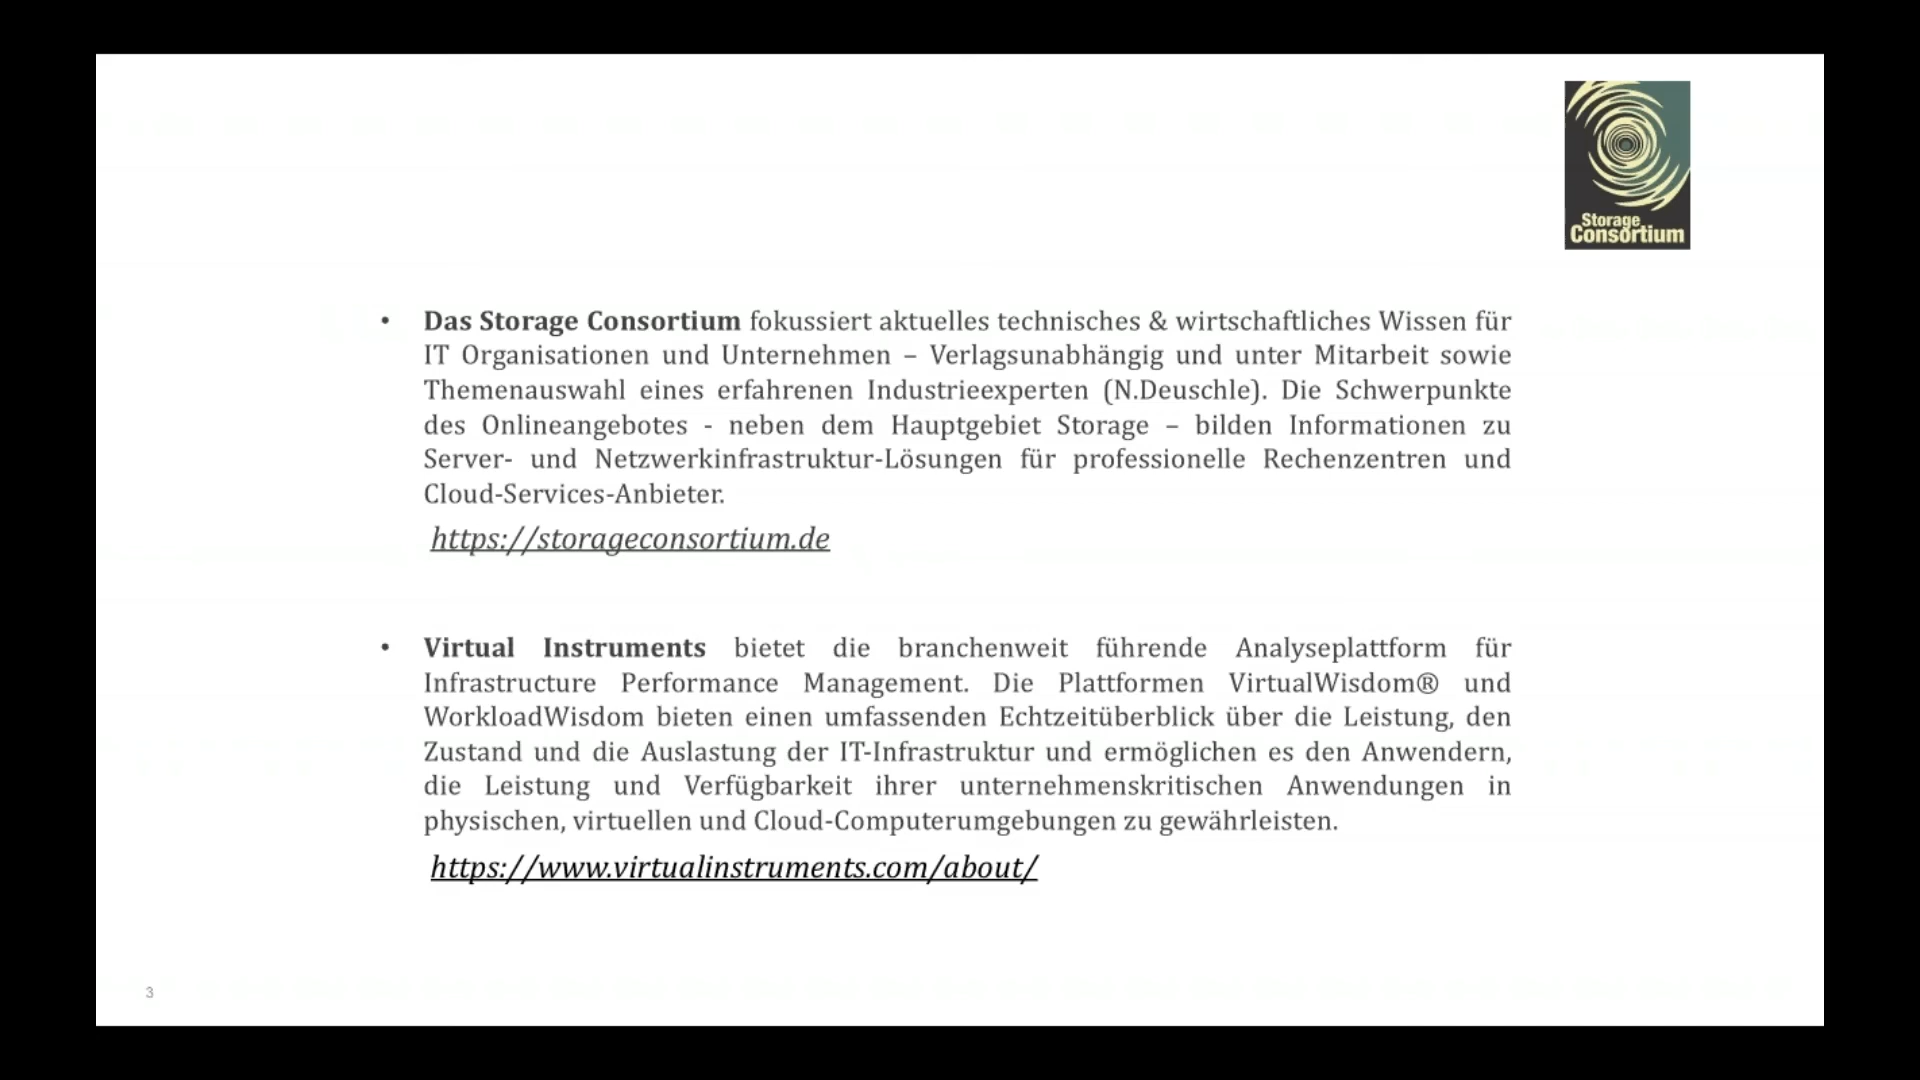 Storage
Consortium
• Das Storage Consortium fokussiert aktuelles technisches & wirtschaftliches Wissen für
IT Organisationen und Unternehmen – Verlagsunabhängig und unter Mitarbeit sowie
Themenauswahl eines erfahrenen Industrieexperten (N.Deuschle). Die Schwerpunkte
des Onlineangebotes - neben dem Hauptgebiet Storage – bilden Informationen zu
Server- und Netzwerkinfrastruktur-Lösungen für professionelle Rechenzentren und
Cloud-Services-Anbieter.
https://storageconsortium.de
• Virtual Instruments bietet die branchenweit führende Analyseplattform für
Infrastructure Performance Management. Die Plattformen VirtualWisdom® und
WorkloadWisdom bieten einen umfassenden Echtzeitüberblick über die Leistung, den
Zustand und die Auslastung der IT-Infrastruktur und ermöglichen es den Anwendern,
die Leistung und Verfügbarkeit ihrer unternehmenskritischen Anwendungen in
physischen, virtuellen und Cloud-Computerumgebungen zu gewährleisten.
https://www.virtualinstruments.com/about/
3